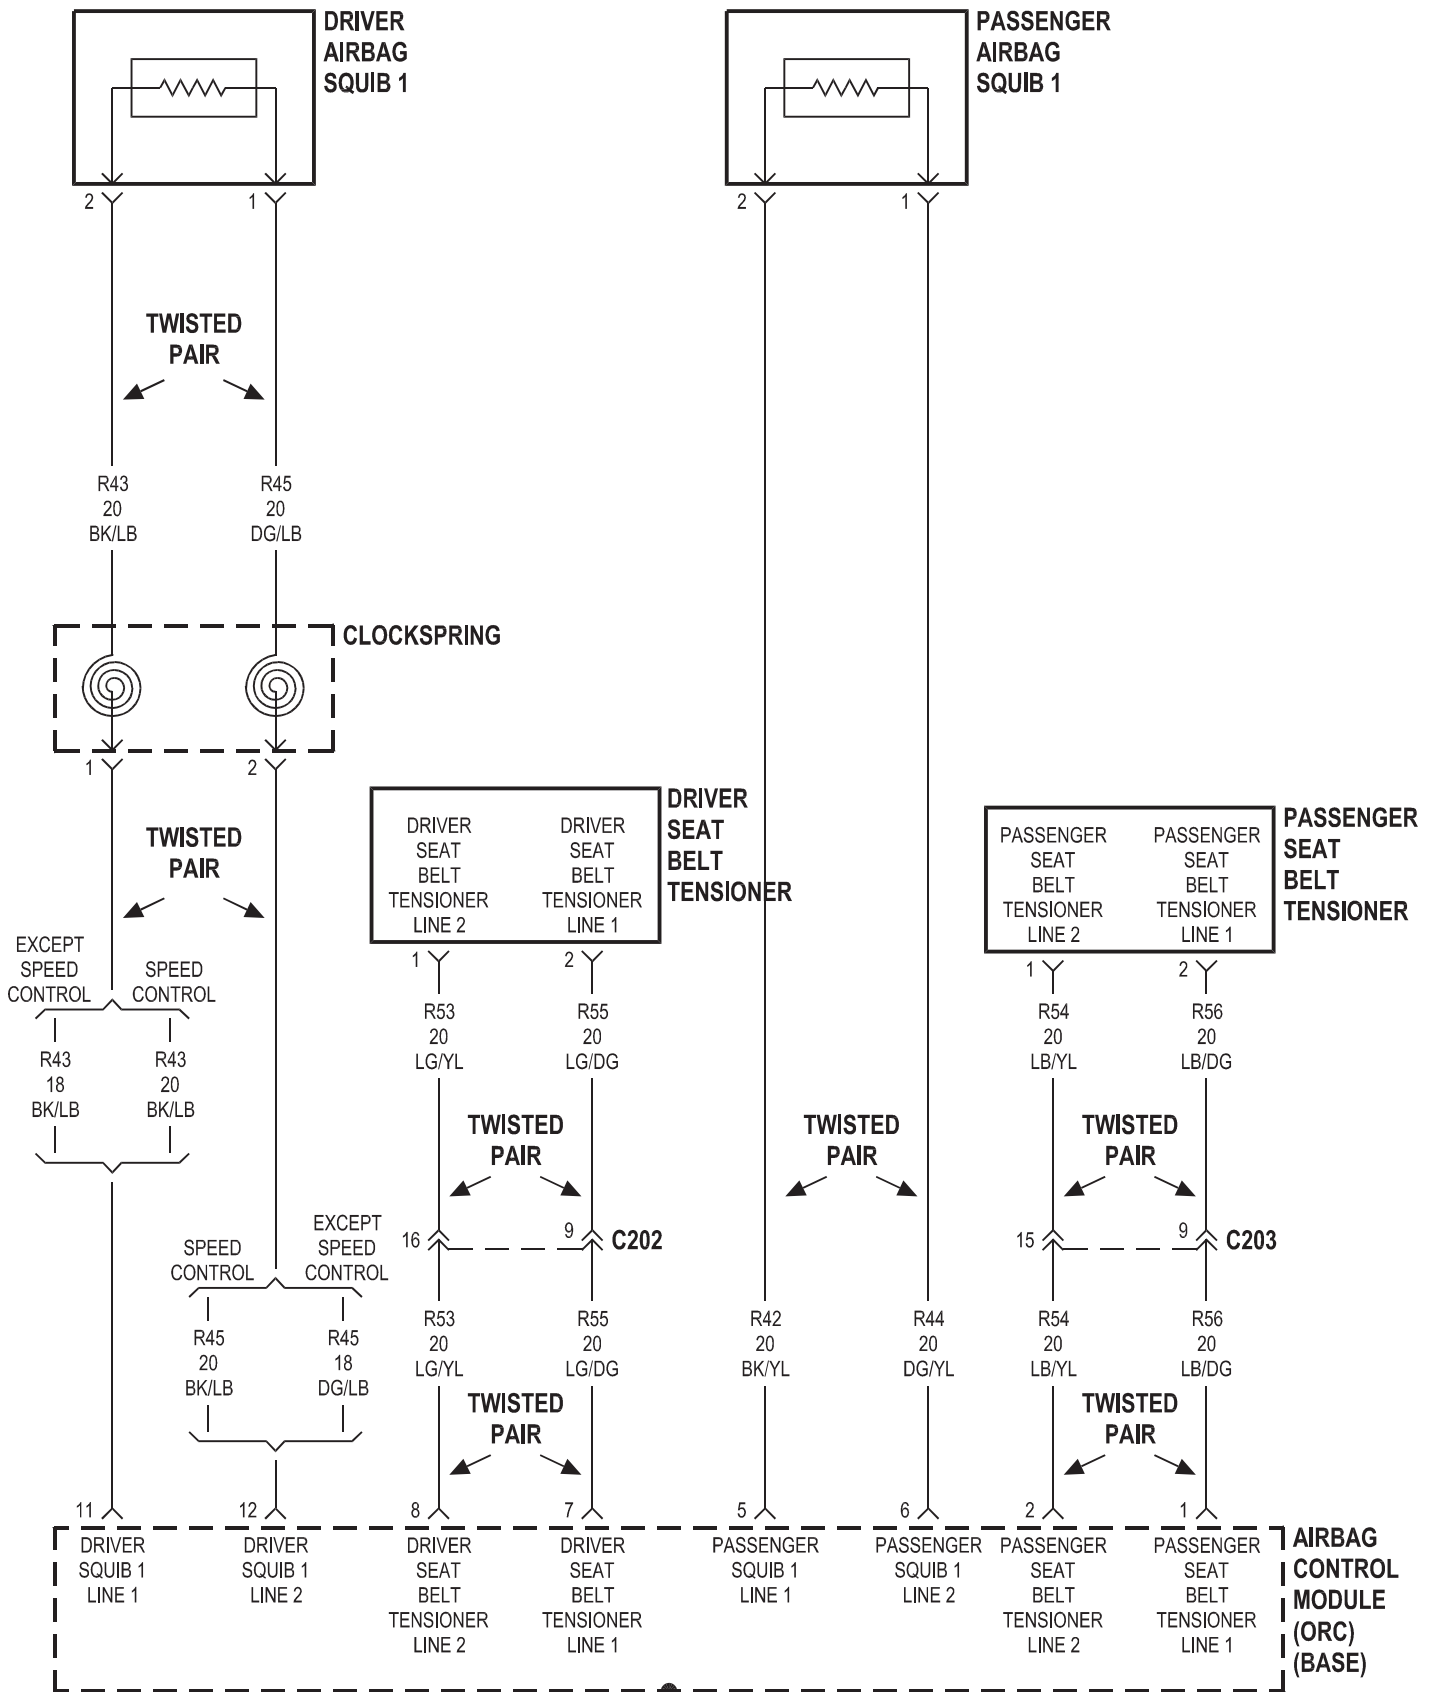 DRIVER
AIRBAG
SQUIB 1
PASSENGER
AIRBAG
SQUIB 1
2
1
2
1
TWISTED
PAIR
R43
20
BK/LB
R45
20
DG/LB
CLOCKSPRING
1
2
TWISTED
PAIR
DRIVER
SEAT
BELT
TENSIONER
LINE 2
DRIVER
SEAT
BELT
TENSIONER
LINE 1
DRIVER
SEAT
BELT
TENSIONER
PASSENGER
SEAT
BELT
TENSIONER
LINE 2
PASSENGER
SEAT
BELT
TENSIONER
LINE 1
PASSENGER
SEAT
BELT
TENSIONER
1
2
1
2
EXCEPT
SPEED
CONTROL
SPEED
CONTROL
R43
18
BK/LB
R43
20
BK/LB
R53
20
LG/YL
R55
20
LG/DG
R54
20
LB/YL
R56
20
LB/DG
TWISTED
PAIR
TWISTED
PAIR
TWISTED
PAIR
16
9
C202
15
9
C203
SPEED
CONTROL
EXCEPT
SPEED
CONTROL
R45
20
BK/LB
R45
18
DG/LB
R53
20
LG/YL
R55
20
LG/DG
R42
20
BK/YL
R44
20
DG/YL
R54
20
LB/YL
R56
20
LB/DG
TWISTED
PAIR
TWISTED
PAIR
11
12
8
7
5
6
2
1
DRIVER
SQUIB 1
LINE 1
DRIVER
SQUIB 1
LINE 2
DRIVER
SEAT
BELT
TENSIONER
LINE 2
DRIVER
SEAT
BELT
TENSIONER
LINE 1
PASSENGER
SQUIB 1
LINE 1
PASSENGER
SQUIB 1
LINE 2
PASSENGER
SEAT
BELT
TENSIONER
LINE 2
PASSENGER
SEAT
BELT
TENSIONER
LINE 1
AIRBAG
CONTROL
MODULE
(ORC)
(BASE)